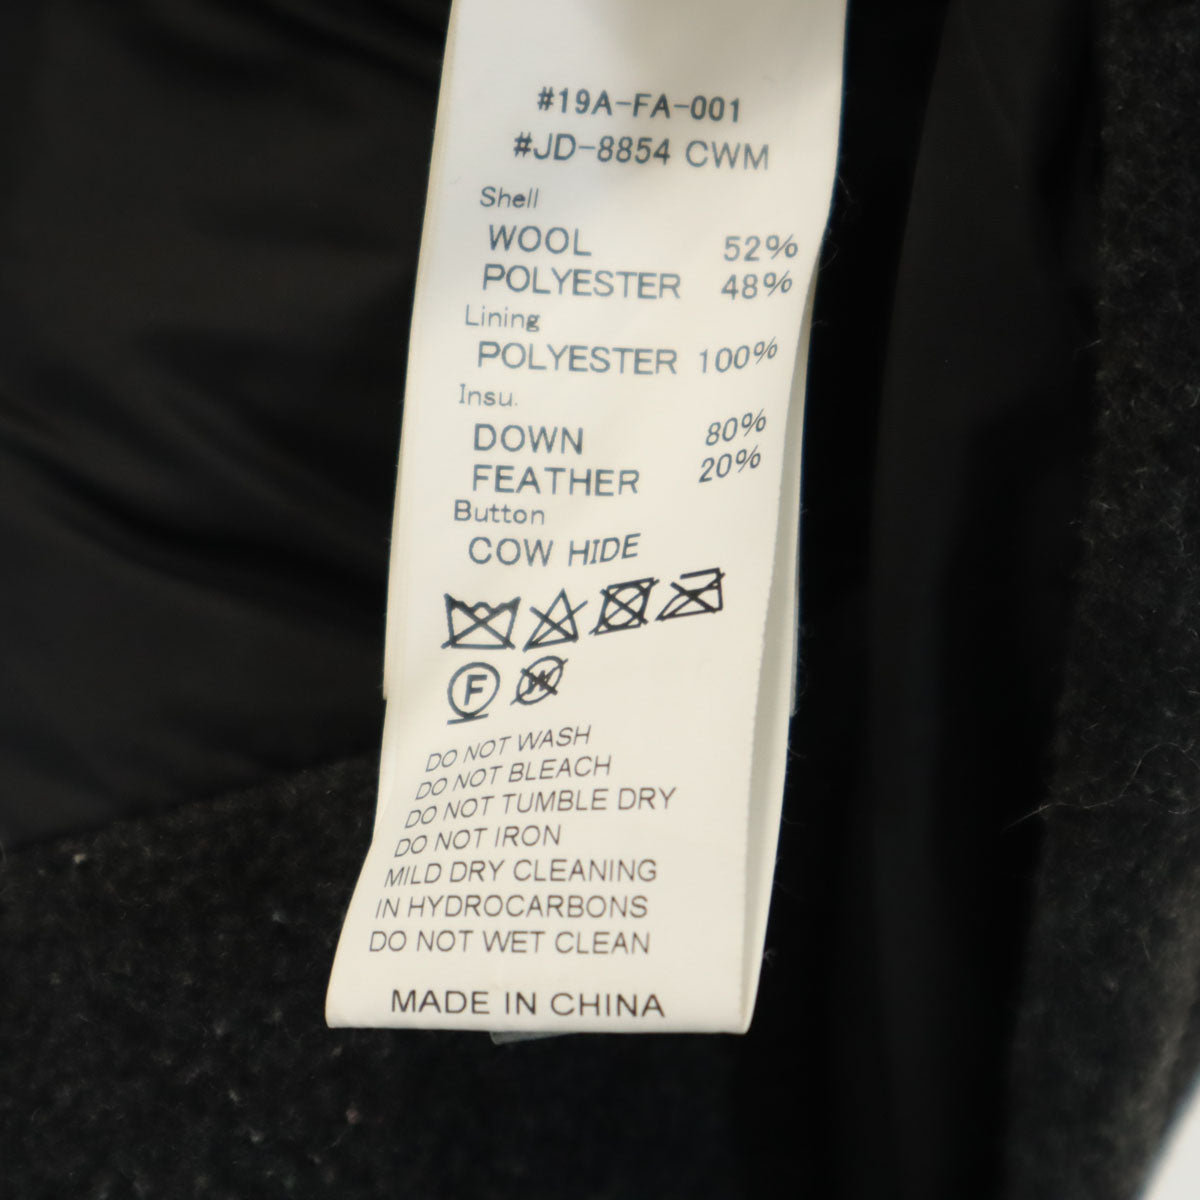 #19A-FA-001
#JD-8854 CWM
Shell
WOOL 52%
POLYESTER 48%
Lining
POLYESTER 100%
Insu.
DOWN 80%
FEATHER 20%
Button
COW HIDE
F W
DO NOT WASH
DO NOT BLEACH
DO NOT TUMBLE DRY
DO NOT IRON
MILD DRY CLEANING
IN HYDROCARBONS
DO NOT WET CLEAN
MADE IN CHINA